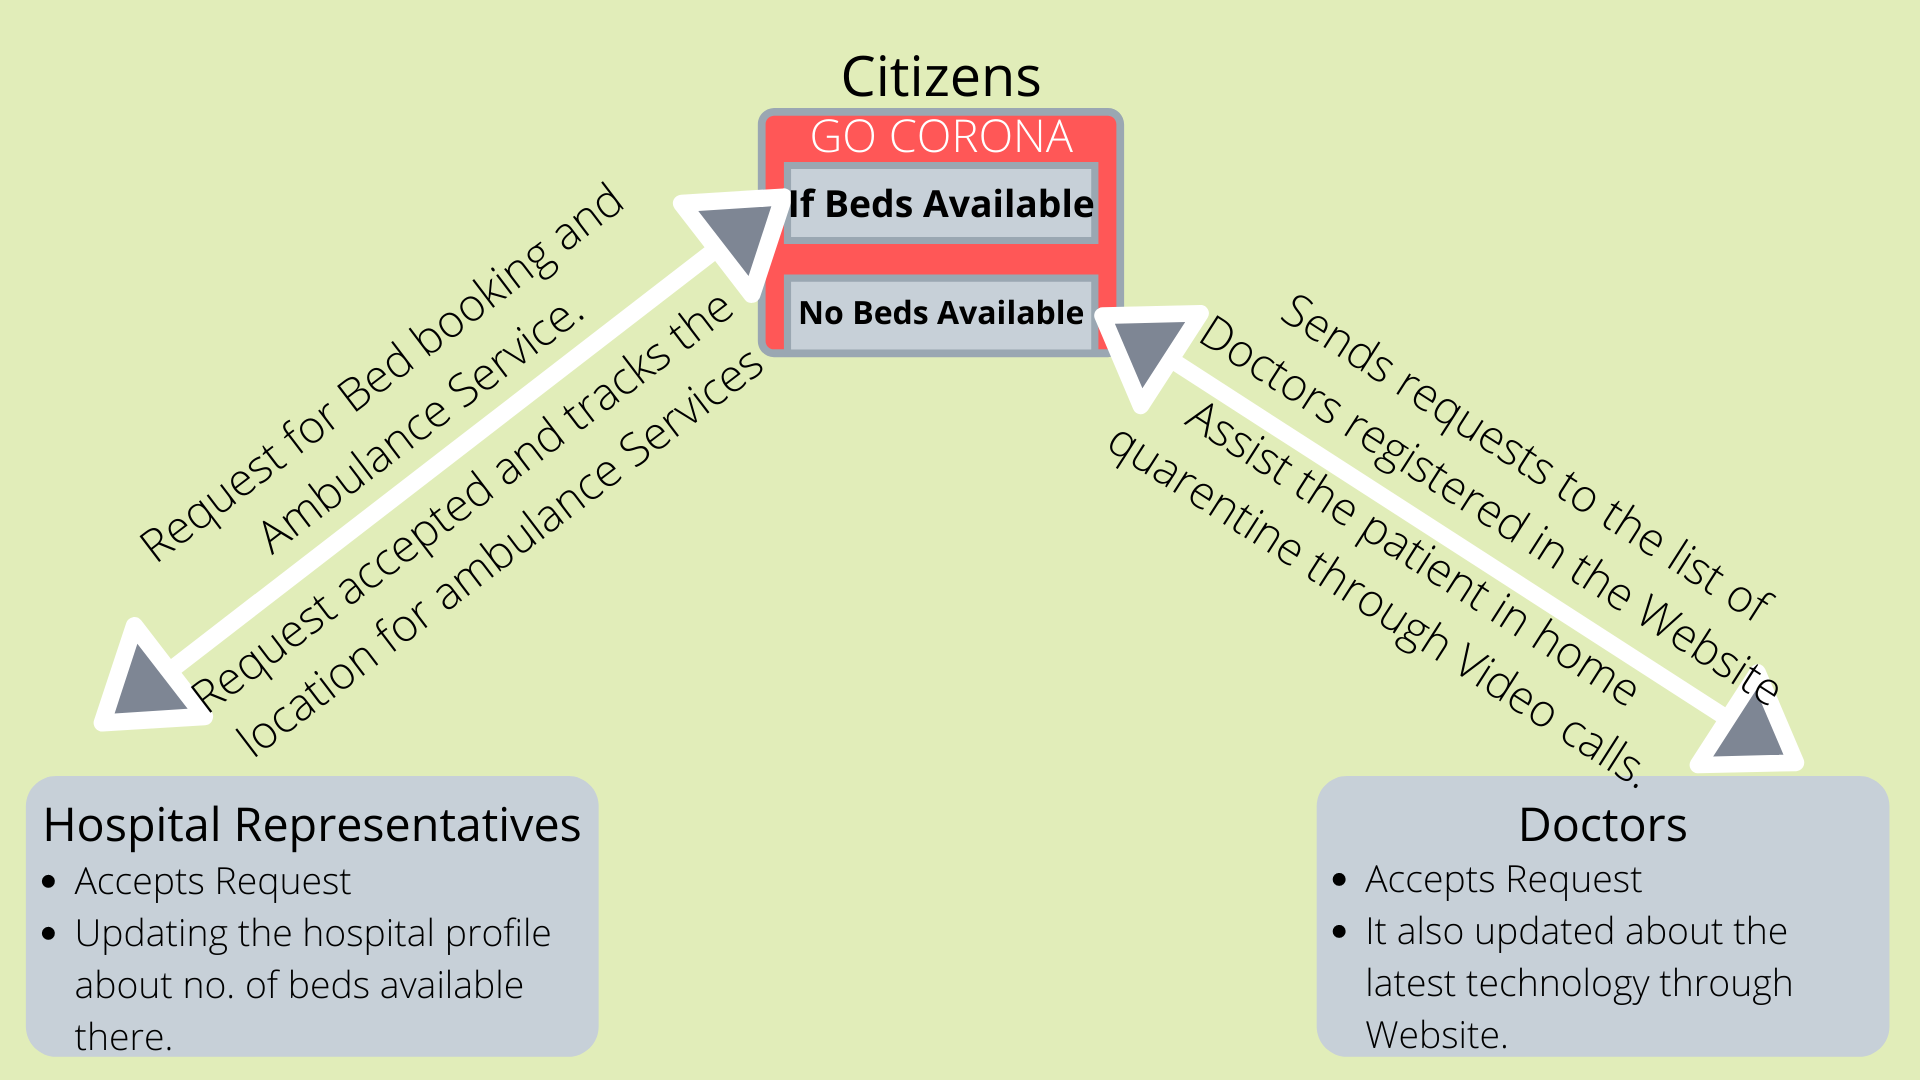 Citizens
GO CORONA
If Beds Available
No Beds Available
Request for Bed booking and
Ambulance Service.
Request accepted and tracks the
location for ambulance Services
Sends requests to the list of
Doctors registered in the Website
Assist the patient in home
quarentine through Video calls.
Hospital Representatives
• Accepts Request
• Updating the hospital profile
about no. of beds available
there.
Doctors
• Accepts Request
• It also updated about the
latest technology through
Website.